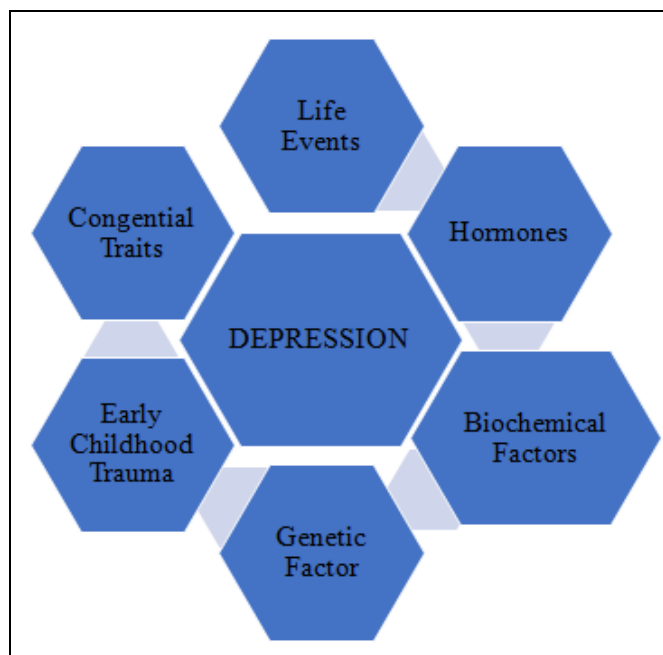 Life
Events
Congential
Traits
Hormones
DEPRESSION
Early
Childhood
Trauma
Biochemical
Factors
Genetic
Factor